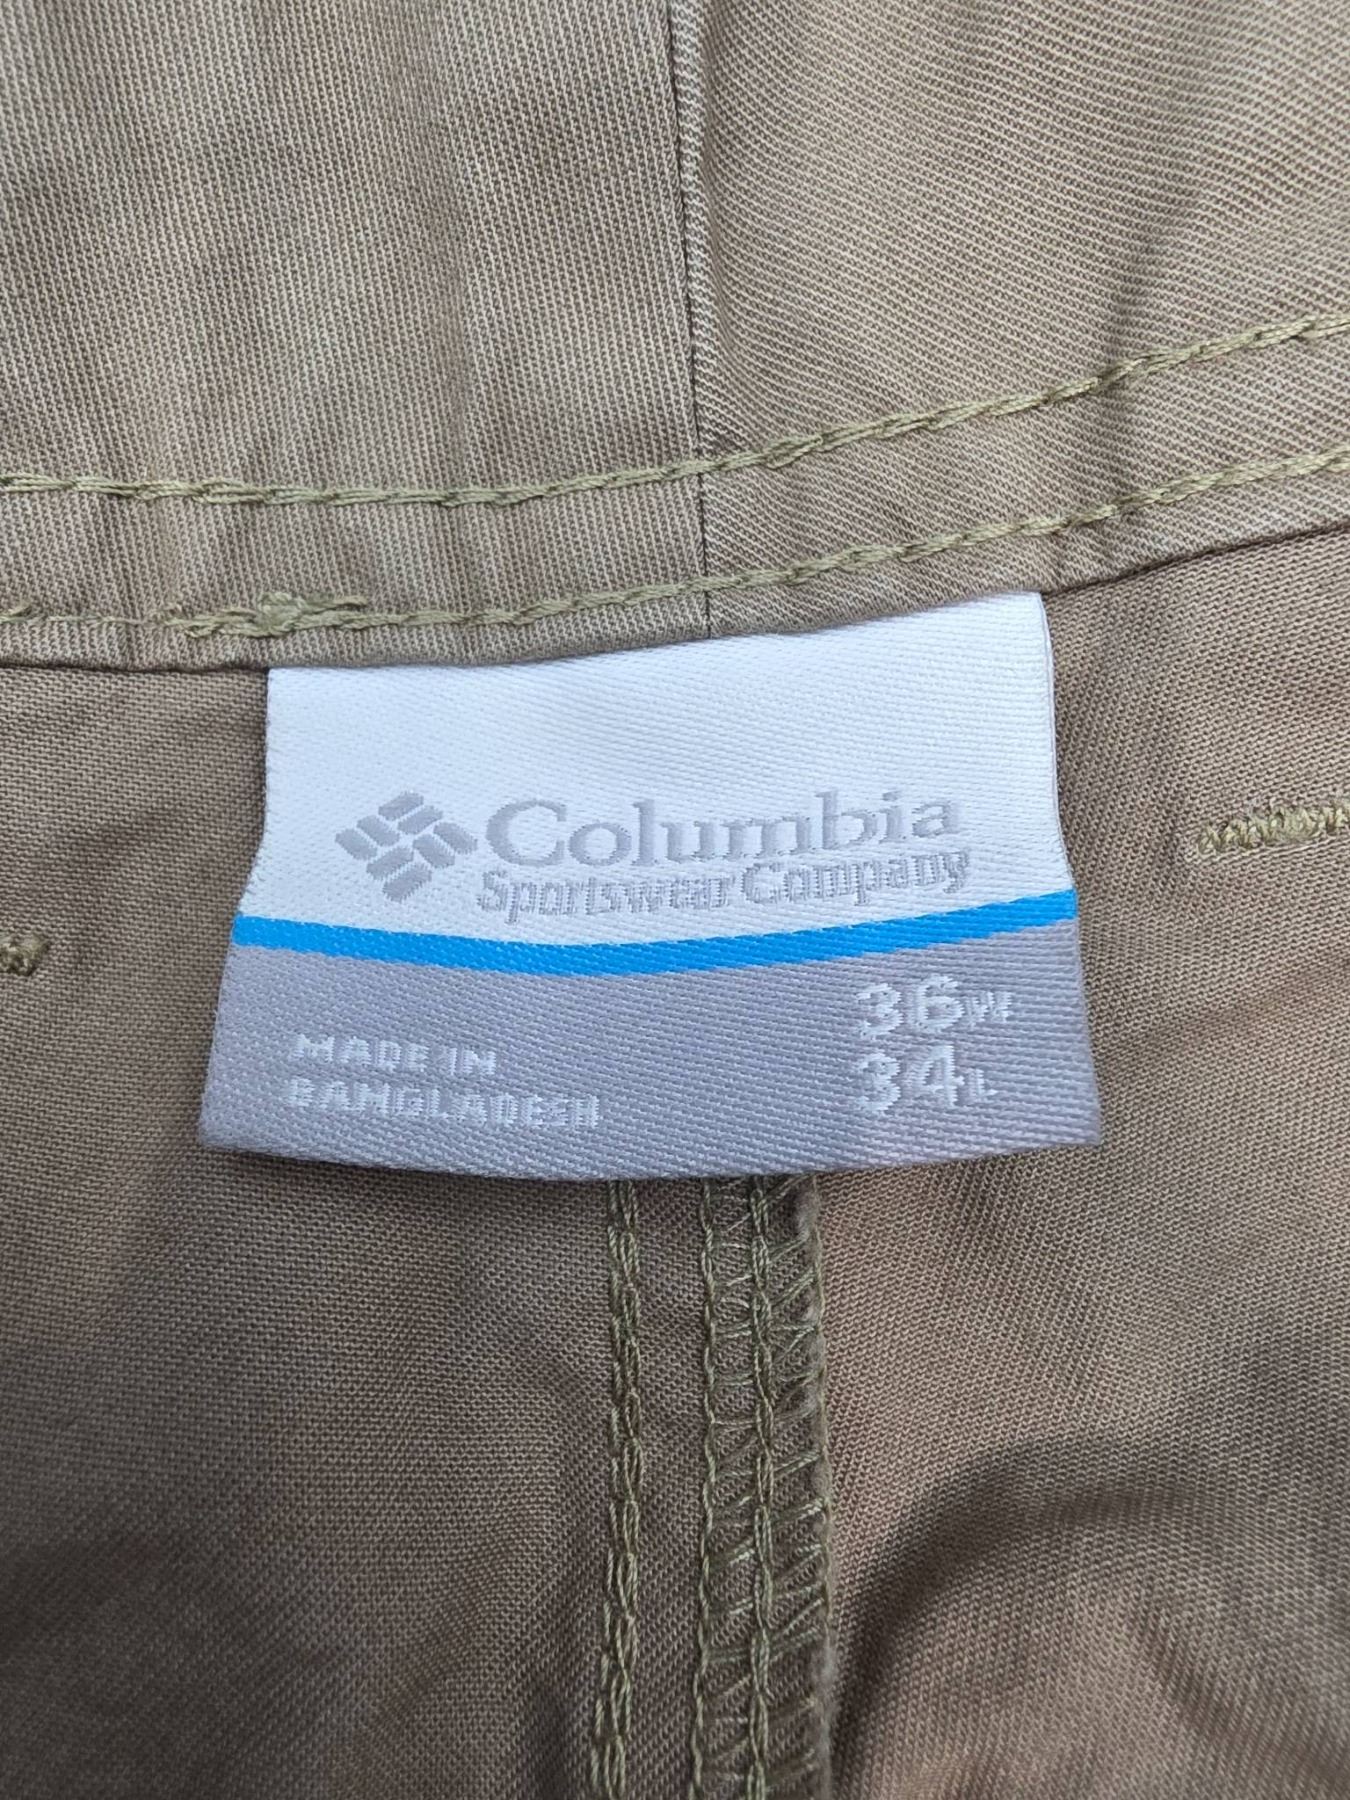 Columbia
Sportswear Company
36W
34L
MADE IN
BANGLADESH